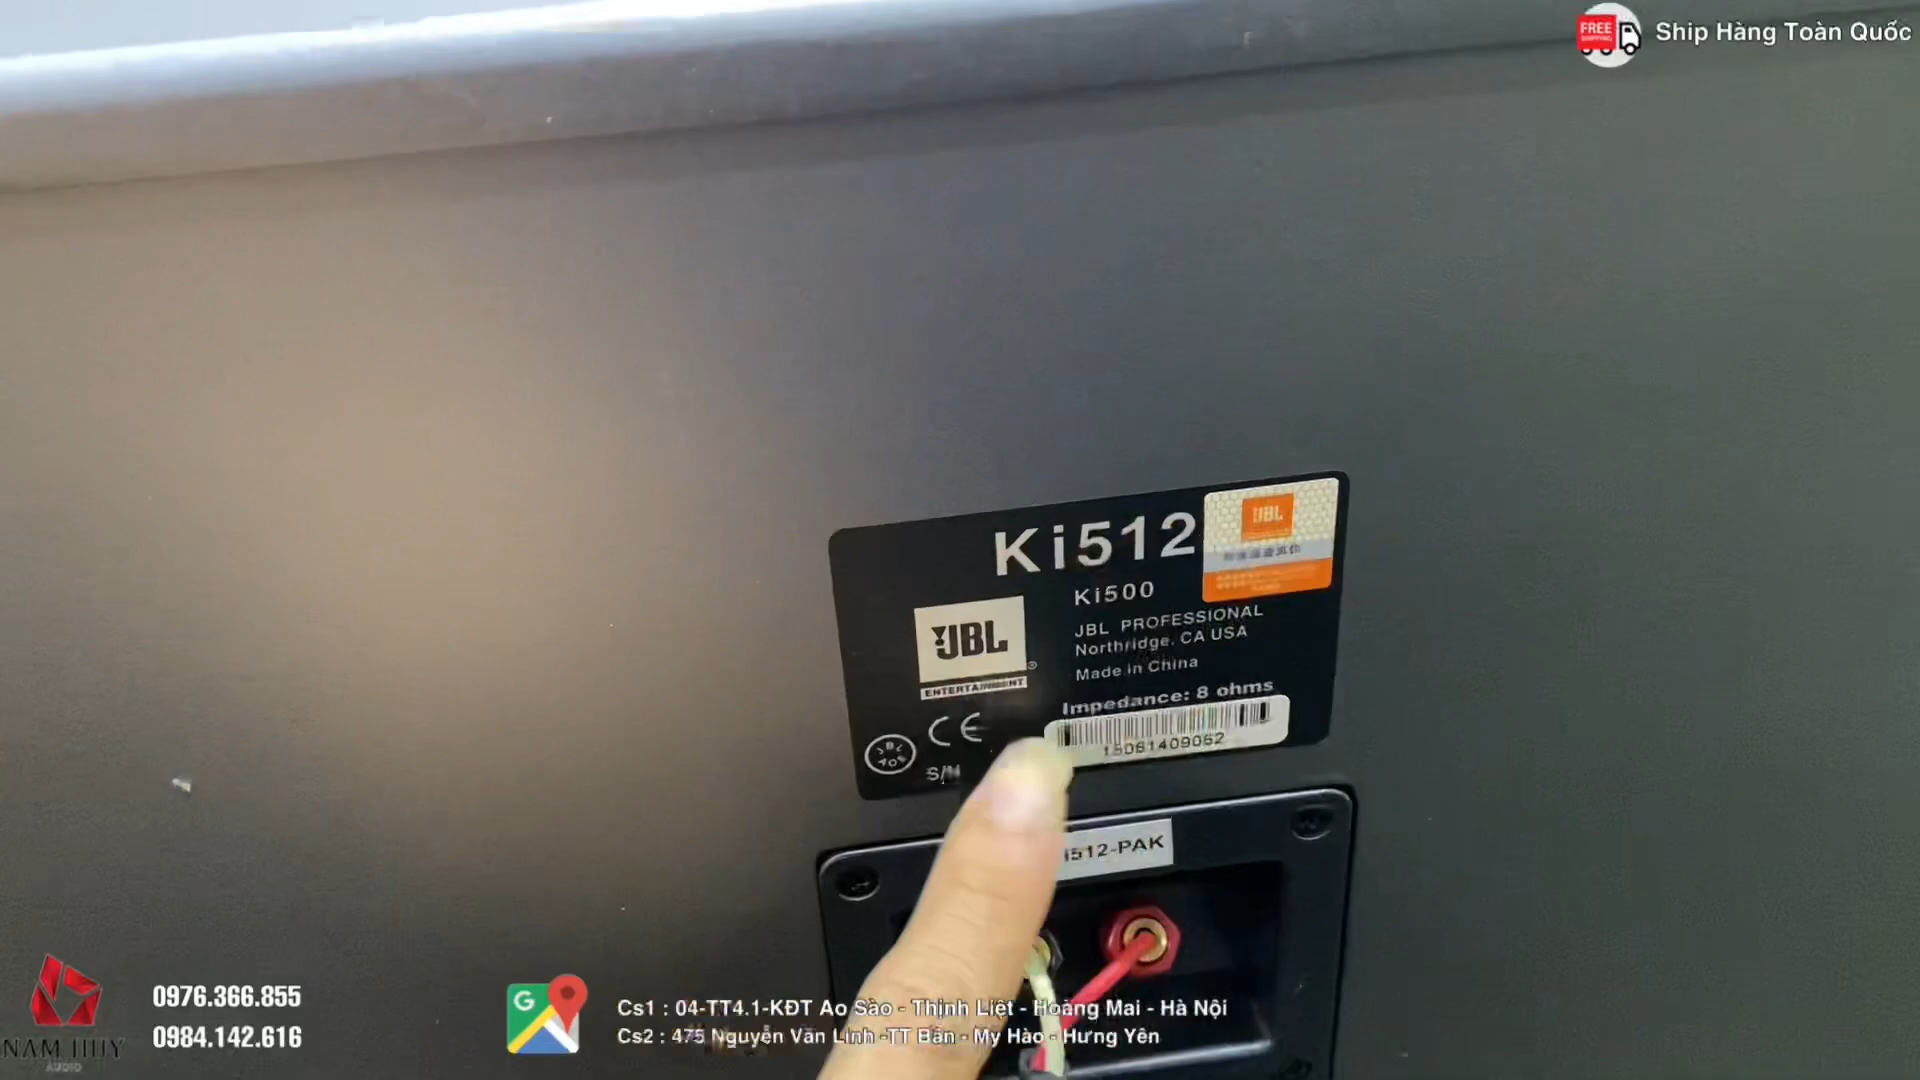 FREE
SHIPPING
Ship Hàng Toàn Quốc
Ki512
JBL
Ki500
JBL PROFESSIONAL
Northridge, CA USA
Made in China
JBL
ENTERTAINMENT
Impedance: 8 ohms
CE
S/N
15061409062
i512-PAK
0976.366.855
0984.142.616
NAM HUY
AUDIO
G
Cs1 : 04-TT4.1-KĐT Ao Sào - Thịnh Liệt - Hoàng Mai - Hà Nội
Cs2 : 475 Nguyễn Văn Linh -TT Bần - Mỹ Hào - Hưng Yên